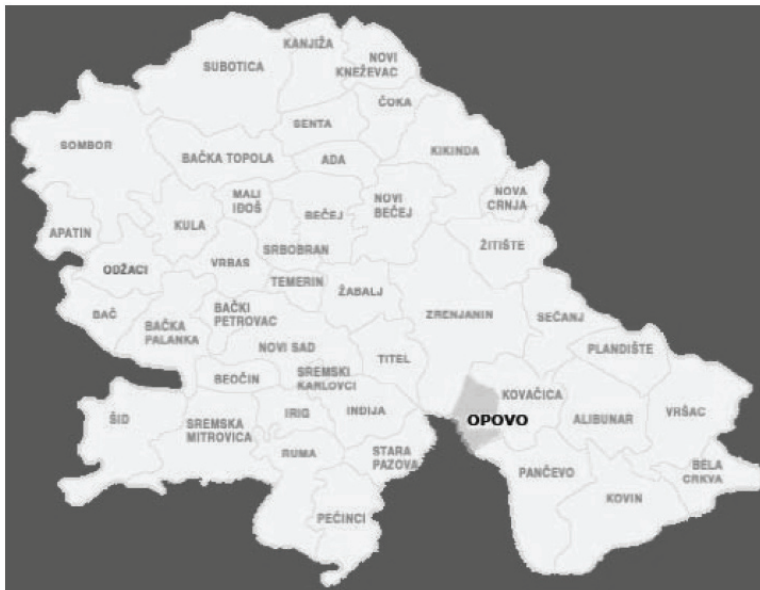 KANJIŽA
SUBOTICA
NOVI
KNEŽEVAC
ČOKA
SENTA
SOMBOR
BAČKA TOPOLA
ADA
KIKINDA
MALI
IĐOŠ
NOVI
BEČEJ
NOVA
CRNJA
APATIN
KULA
BEČEJ
SRBOBRAN
ŽITIŠTE
ODŽACI
VRBAS
TEMERIN
ŽABALJ
BAČ
BAČKA
PALANKA
BAČKI
PETROVAC
ZRENJANIN
SEČANJ
NOVI SAD
TITEL
PLANDIŠTE
BEOČIN
SREMSKI
KARLOVCI
KOVAČICA
ŠID
SREMSKA
MITROVICA
IRIG
INĐIJA
OPOVO
ALIBUNAR
VRŠAC
RUMA
STARA
PAZOVA
PANČEVO
BELA
CRKVA
KOVIN
PEĆINCI